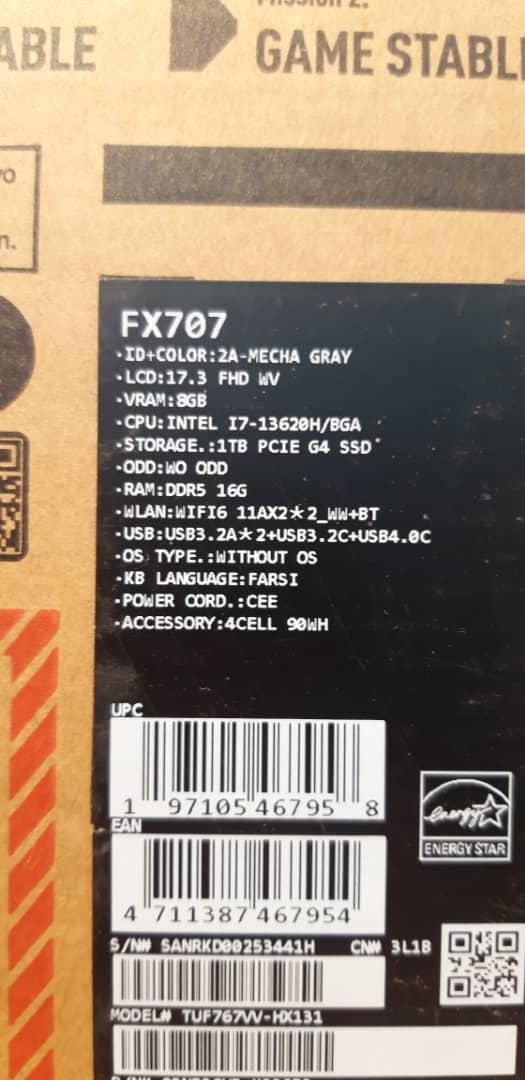 ABLE
GAME STABL
n.
FX707
·ID+COLOR:2A-MECHA GRAY
·LCD:17.3 FHD WV
·VRAM:8GB
·CPU:INTEL I7-13620H/BGA
·STORAGE.:1TB PCIE G4 SSD
·ODD:WO ODD
·RAM:DDR5 16G
·WLAN:WIFI6 11AX2*2_WW+BT
·USB:USB3.2A*2+USB3.2C+USB4.0C
·OS TYPE.:WITHOUT OS
·KB LANGUAGE:FARSI
·POWER CORD.:CEE
·ACCESSORY:4CELL 90WH
UPC
1 97105 46795 8
EAN
4 711387 467954
energy
ENERGY STAR
S/N# SANRKD00253441H CN# 3L1B
MODEL# TUF767VV-HX131